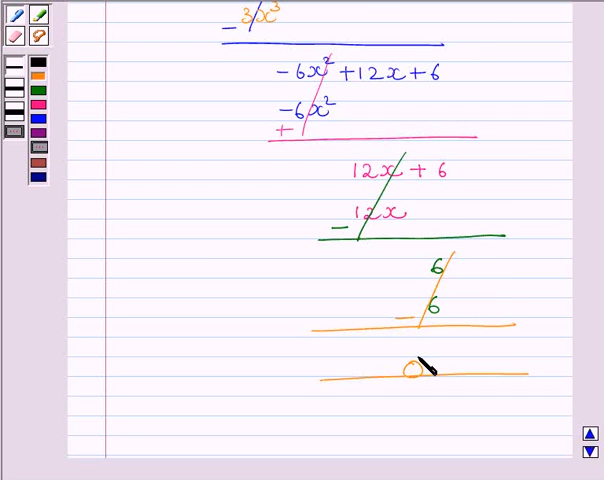 - 3x³
-6x² +12x+6
-6x²
+
12x + 6
12x
-
6
6
-
0